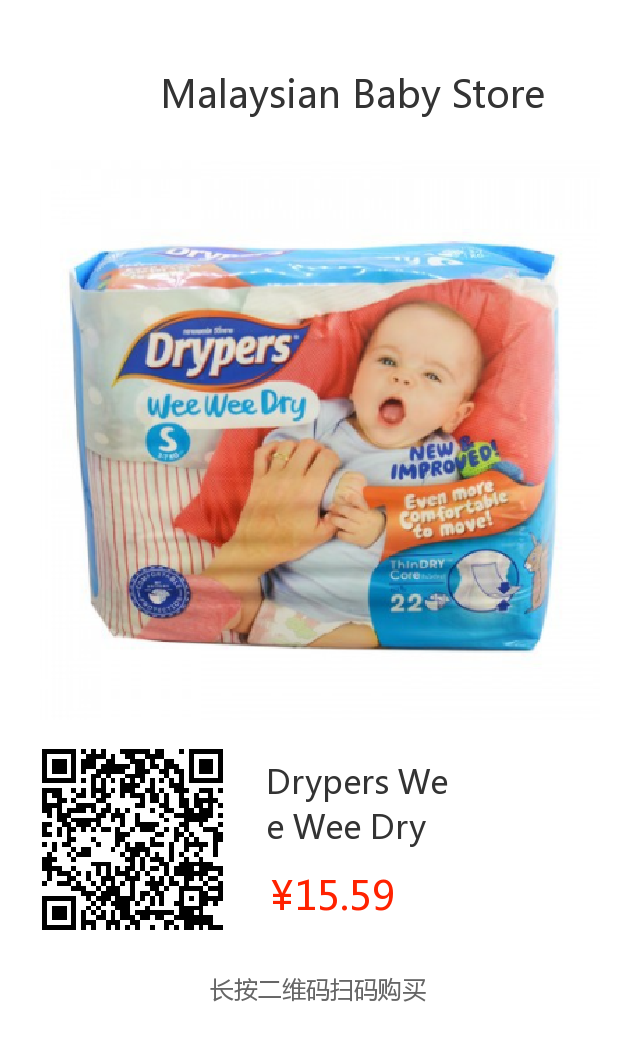 Malaysian Baby Store
Drypers
Wee Wee Dry
S
NEW &
IMPROVED!
Even more
comfortable
to move!
ThinDRY
Core
22
Drypers We
e Wee Dry
¥15.59
长按二维码扫码购买